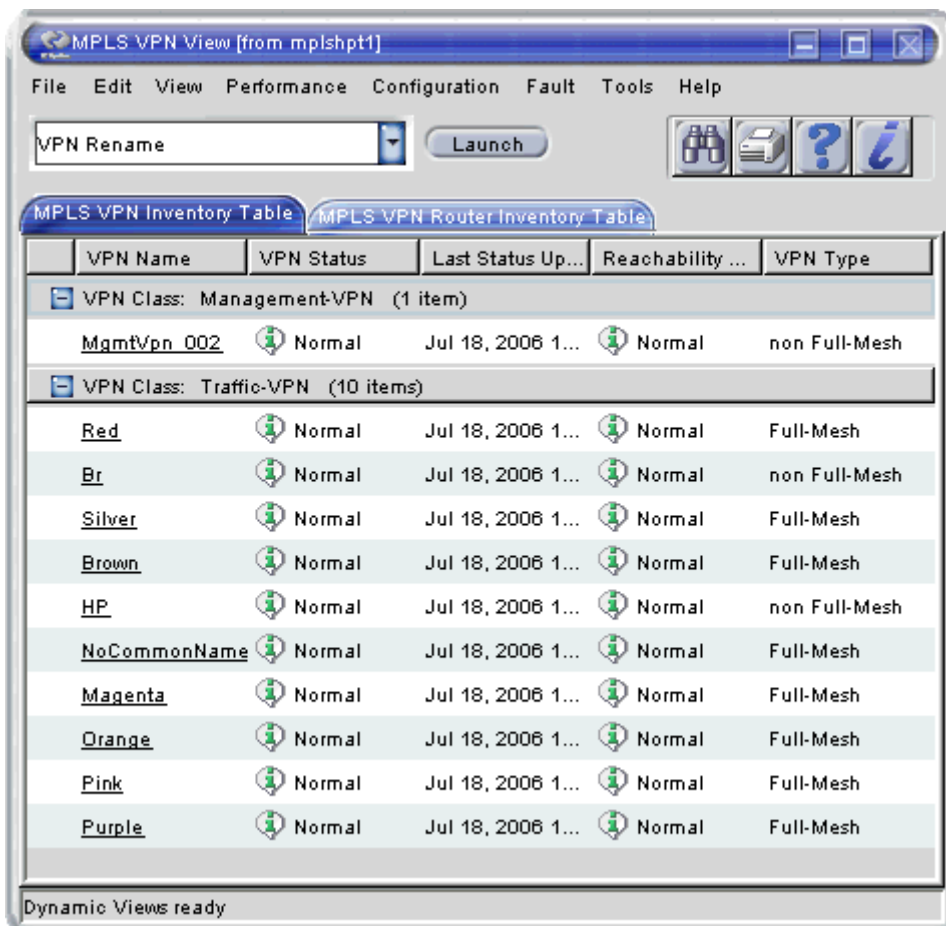 MPLS VPN View [from mplshpt1]
File Edit View Performance Configuration Fault Tools Help
VPN Rename Launch
MPLS VPN Inventory Table MPLS VPN Router Inventory Table
VPN Name VPN Status Last Status Up... Reachability ... VPN Type
VPN Class: Management-VPN (1 item)
MgmtVpn_002 Normal Jul 18, 2006 1... Normal non Full-Mesh
VPN Class: Traffic-VPN (10 items)
Red Normal Jul 18, 2006 1... Normal Full-Mesh
Br Normal Jul 18, 2006 1... Normal non Full-Mesh
Silver Normal Jul 18, 2006 1... Normal Full-Mesh
Brown Normal Jul 18, 2006 1... Normal Full-Mesh
HP Normal Jul 18, 2006 1... Normal non Full-Mesh
NoCommonName Normal Jul 18, 2006 1... Normal Full-Mesh
Magenta Normal Jul 18, 2006 1... Normal Full-Mesh
Orange Normal Jul 18, 2006 1... Normal Full-Mesh
Pink Normal Jul 18, 2006 1... Normal Full-Mesh
Purple Normal Jul 18, 2006 1... Normal Full-Mesh
Dynamic Views ready